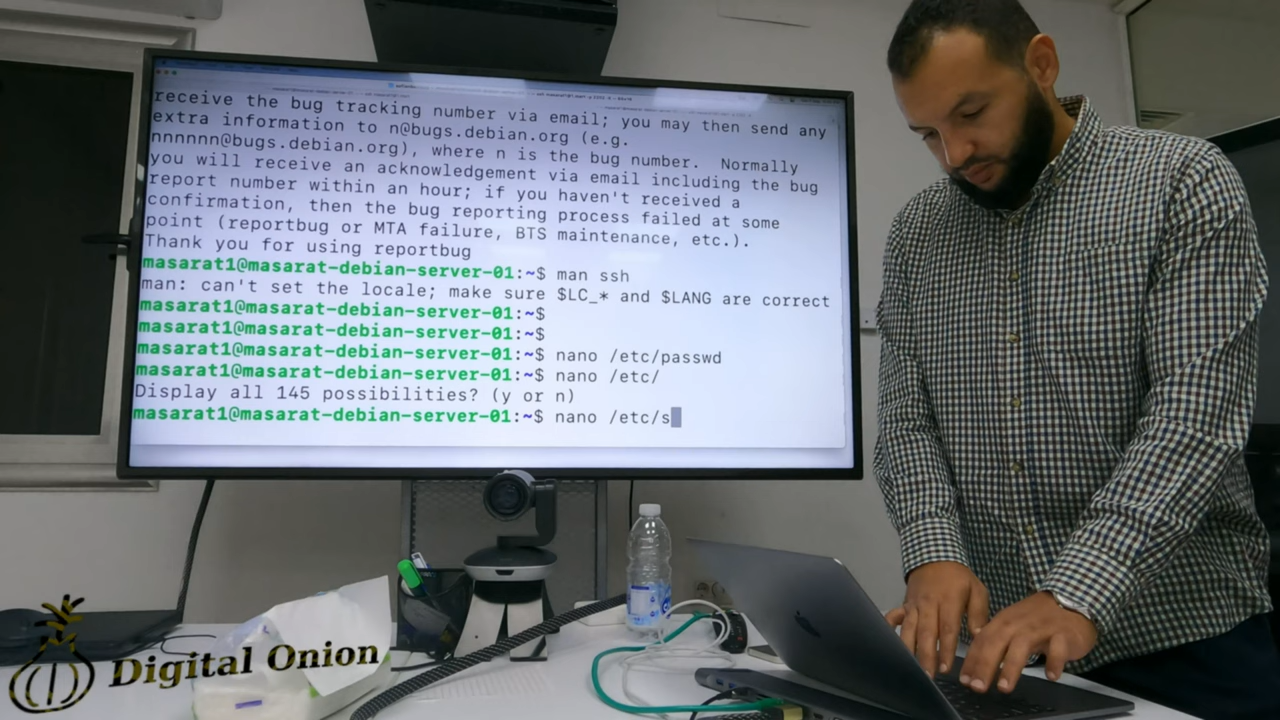 receive the bug tracking number via email; you may then send any
extra information to n@bugs.debian.org (e.g.
nnnnnn@bugs.debian.org), where n is the bug number.  Normally
you will receive an acknowledgement via email including the bug
report number within an hour; if you haven't received a
confirmation, then the bug reporting process failed at some
point (reportbug or MTA failure, BTS maintenance, etc.).
Thank you for using reportbug
masarat1@masarat-debian-server-01:~$ man ssh
man: can't set the locale; make sure $LC_* and $LANG are correct
masarat1@masarat-debian-server-01:~$
masarat1@masarat-debian-server-01:~$
masarat1@masarat-debian-server-01:~$ nano /etc/passwd
masarat1@masarat-debian-server-01:~$ nano /etc/
Display all 145 possibilities? (y or n)
masarat1@masarat-debian-server-01:~$ nano /etc/s
Digital Onion